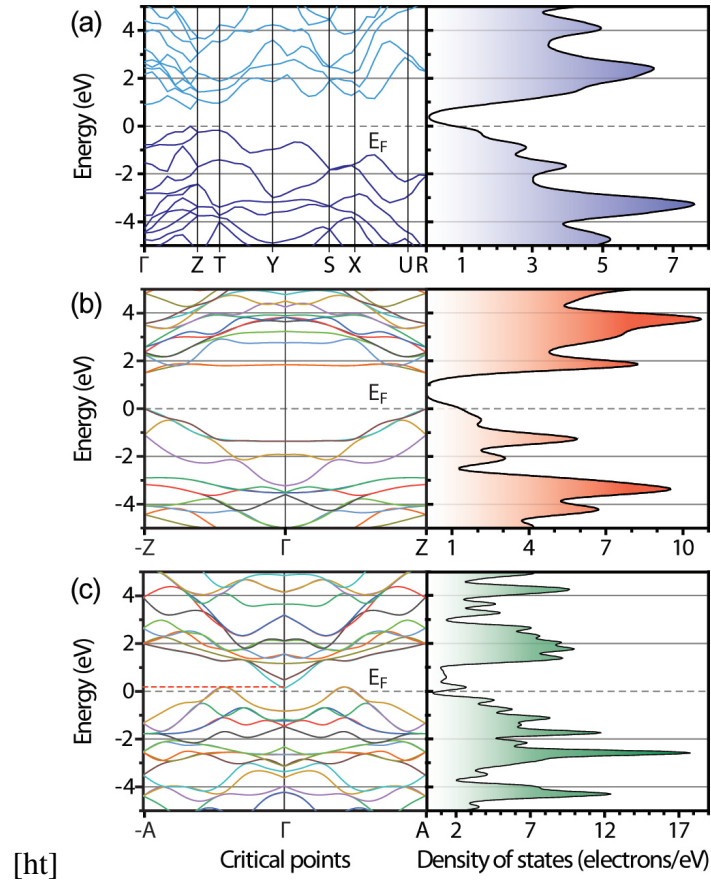 (a)
4
2
0
-2
-4
Energy (eV)
E_F
Γ Z T Y S X U R
1 3 5 7
(b)
4
2
0
-2
-4
Energy (eV)
E_F
-Z Γ Z
1 4 7 10
(c)
4
2
0
-2
-4
Energy (eV)
E_F
-A Γ A
2 7 12 17
[ht] Critical points Density of states (electrons/eV)